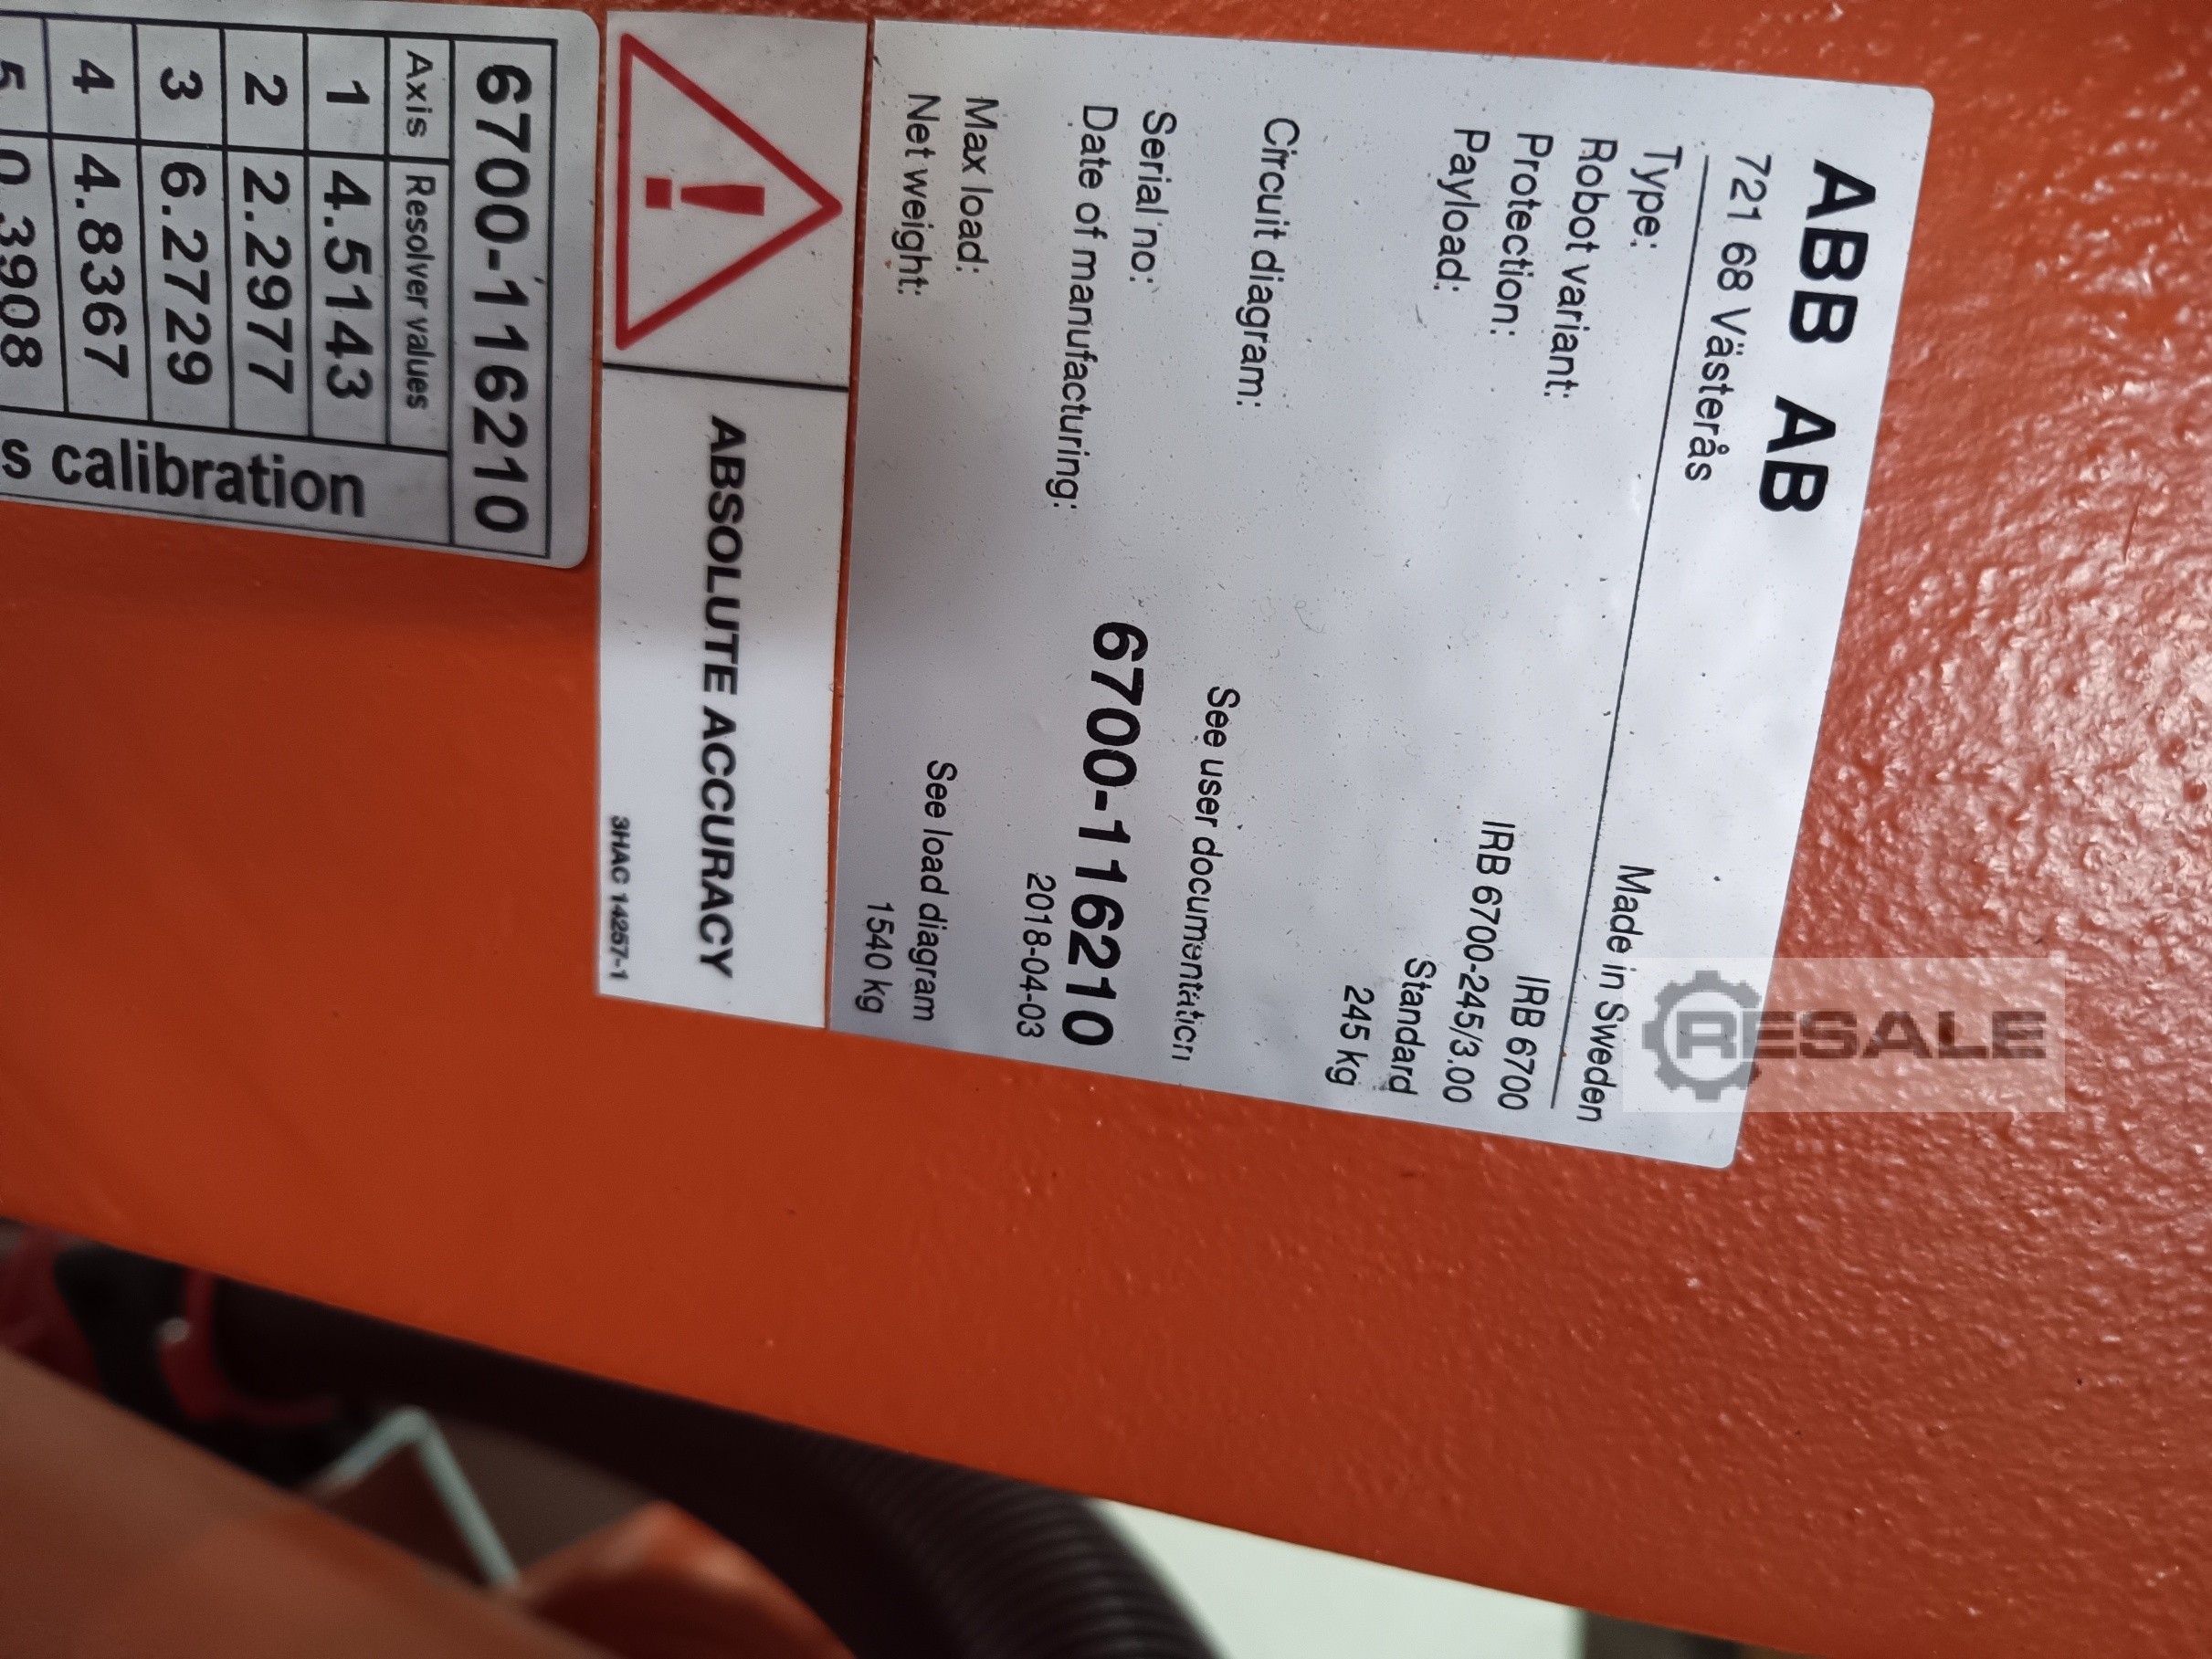 ABB AB
721 68 Västerås
Made in Sweden
Type: IRB 6700
Robot variant: IRB 6700-245/3.00
Protection: Standard
Payload: 245 kg
Circuit diagram: See user documentation
Serial no: 6700-116210
Date of manufacturing: 2018-04-03
Max load: See load diagram
Net weight: 1540 kg
ABSOLUTE ACCURACY
3HAC 14257-1
6700-116210
Axis Resolver values
1 4.5143
2 2.2977
3 6.2729
4 4.8367
5 0.3908
s calibration
RESALE